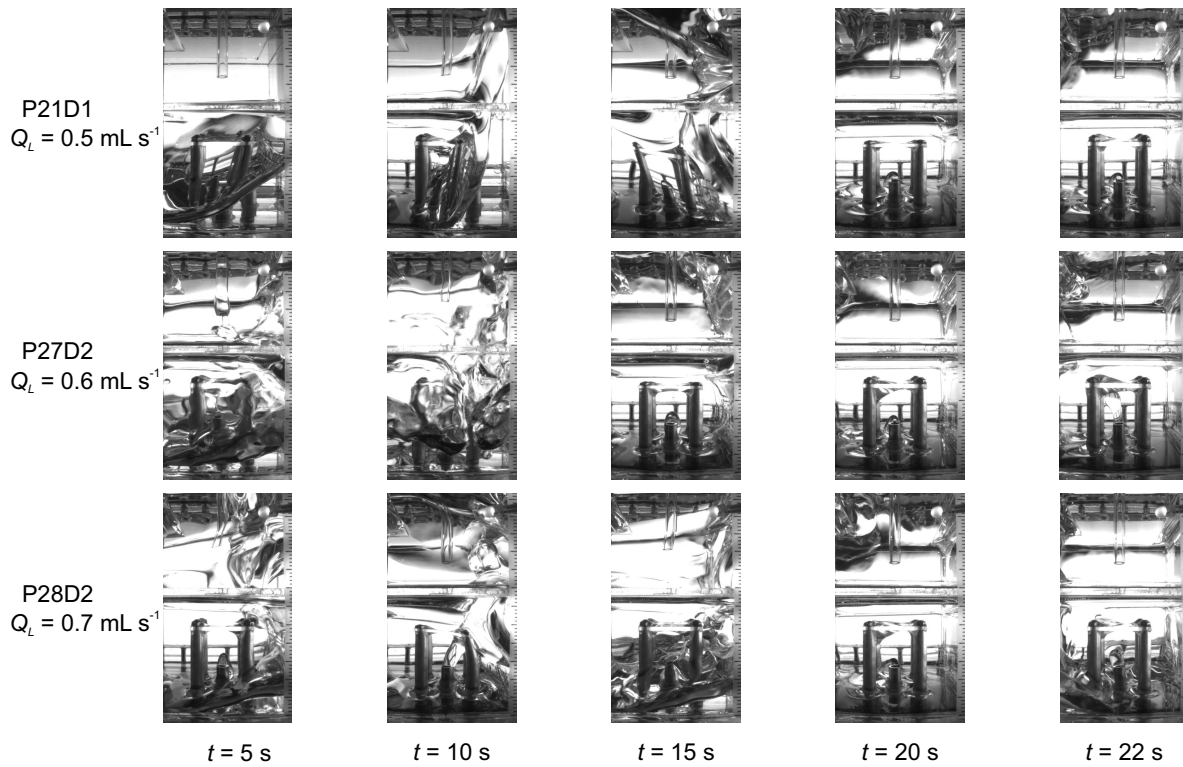 P21D1
Q_L = 0.5 mL s⁻¹
P27D2
Q_L = 0.6 mL s⁻¹
P28D2
Q_L = 0.7 mL s⁻¹
t = 5 s
t = 10 s
t = 15 s
t = 20 s
t = 22 s